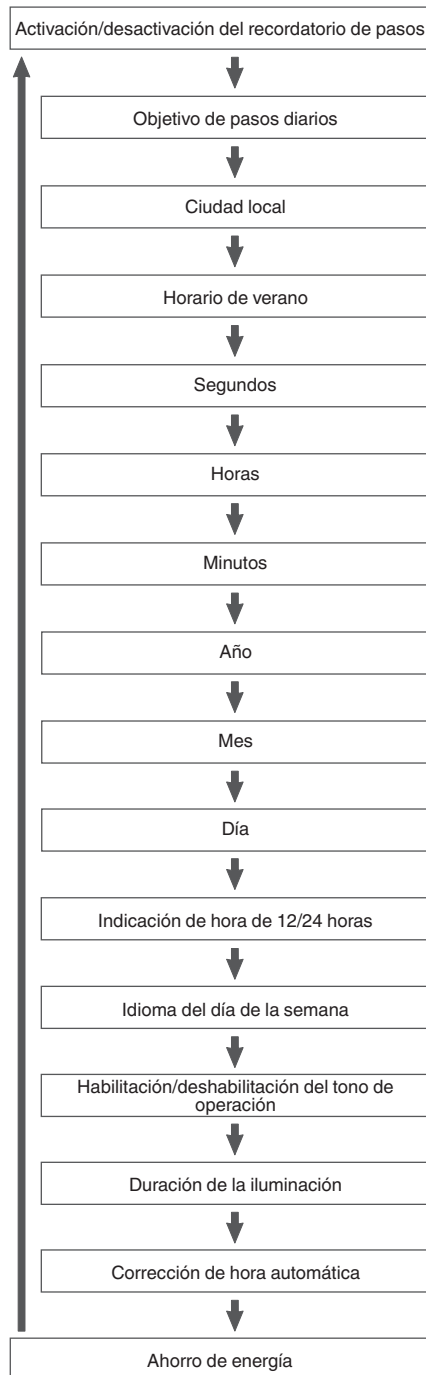 Activación/desactivación del recordatorio de pasos
Objetivo de pasos diarios
Ciudad local
Horario de verano
Segundos
Horas
Minutos
Año
Mes
Día
Indicación de hora de 12/24 horas
Idioma del día de la semana
Habilitación/deshabilitación del tono de
operación
Duración de la iluminación
Corrección de hora automática
Ahorro de energía